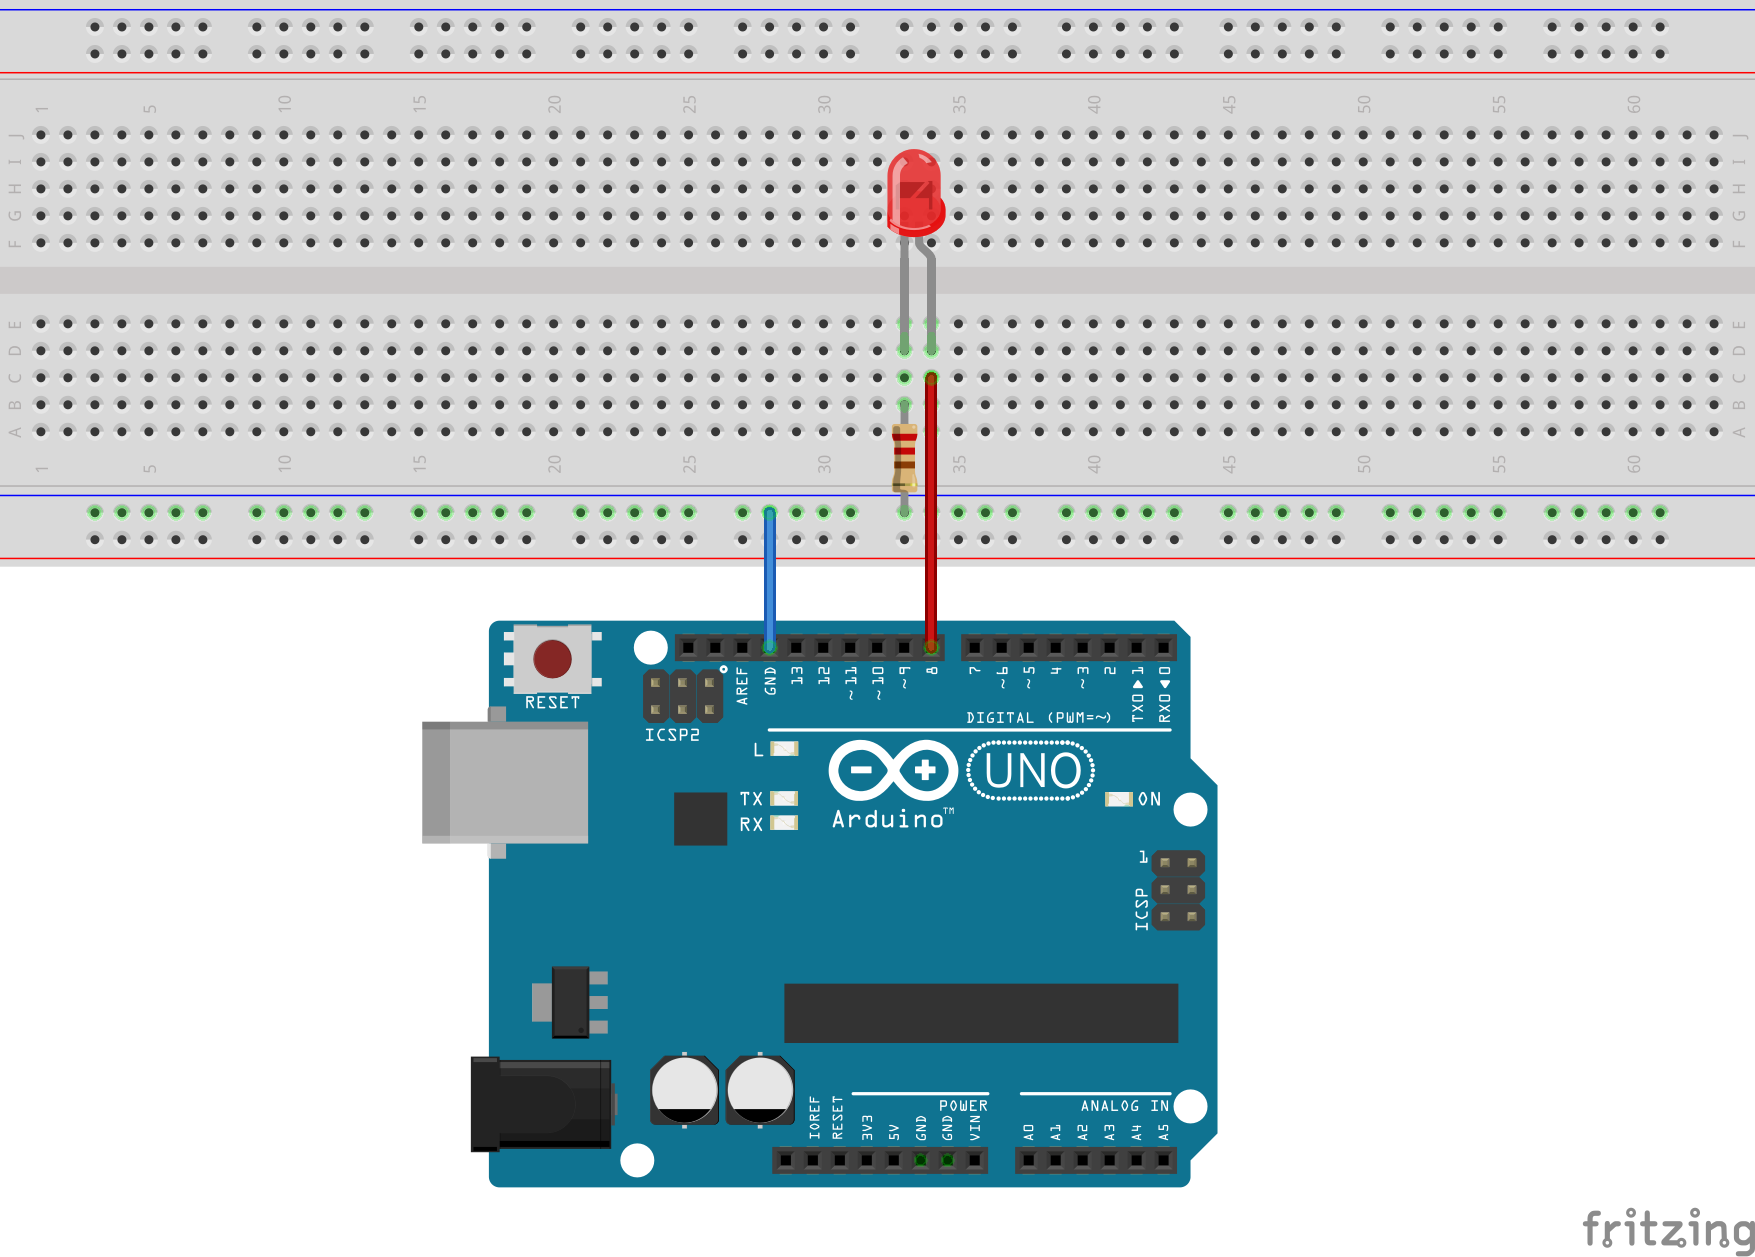 1 5 10 15 20 25 30 35 40 45 50 55 60
J J
I I
H H
G G
F F
E E
D D
C C
B B
A A
1 5 10 15 20 25 30 35 40 45 50 55 60
RESET
ICSP2
AREF
GND
13
12
~11
~10
~9
8
7
~6
~5
4
~3
2
TX0▶1
RX0◀0
DIGITAL (PWM=~)
L
TX
RX
Arduino™
UNO
ON
1
ICSP
IOREF
RESET
3V3
5V
GND
GND
VIN
POWER
ANALOG IN
A0
A1
A2
A3
A4
A5
fritzing